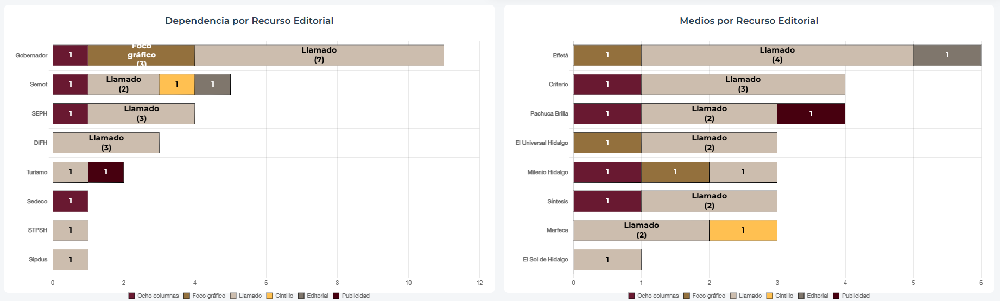 Dependencia por Recurso Editorial
Gobernador
1
Foco
gráfico
(3)
Llamado
(7)
Semot
1
Llamado
(2)
1
1
SEPH
1
Llamado
(3)
DIFH
Llamado
(3)
Turismo
1
1
Sedeco
1
STPSH
1
Sipdus
1
0 2 4 6 8 10 12
Ocho columnas Foco gráfico Llamado Cintillo Editorial Publicidad
Medios por Recurso Editorial
Effetá
1
Llamado
(4)
1
Criterio
1
Llamado
(3)
Pachuca Brilla
1
Llamado
(2)
1
El Universal Hidalgo
1
Llamado
(2)
Milenio Hidalgo
1
1
1
Síntesis
1
Llamado
(2)
Marfeca
Llamado
(2)
1
El Sol de Hidalgo
1
0 1 2 3 4 5 6
Ocho columnas Foco gráfico Llamado Cintillo Editorial Publicidad